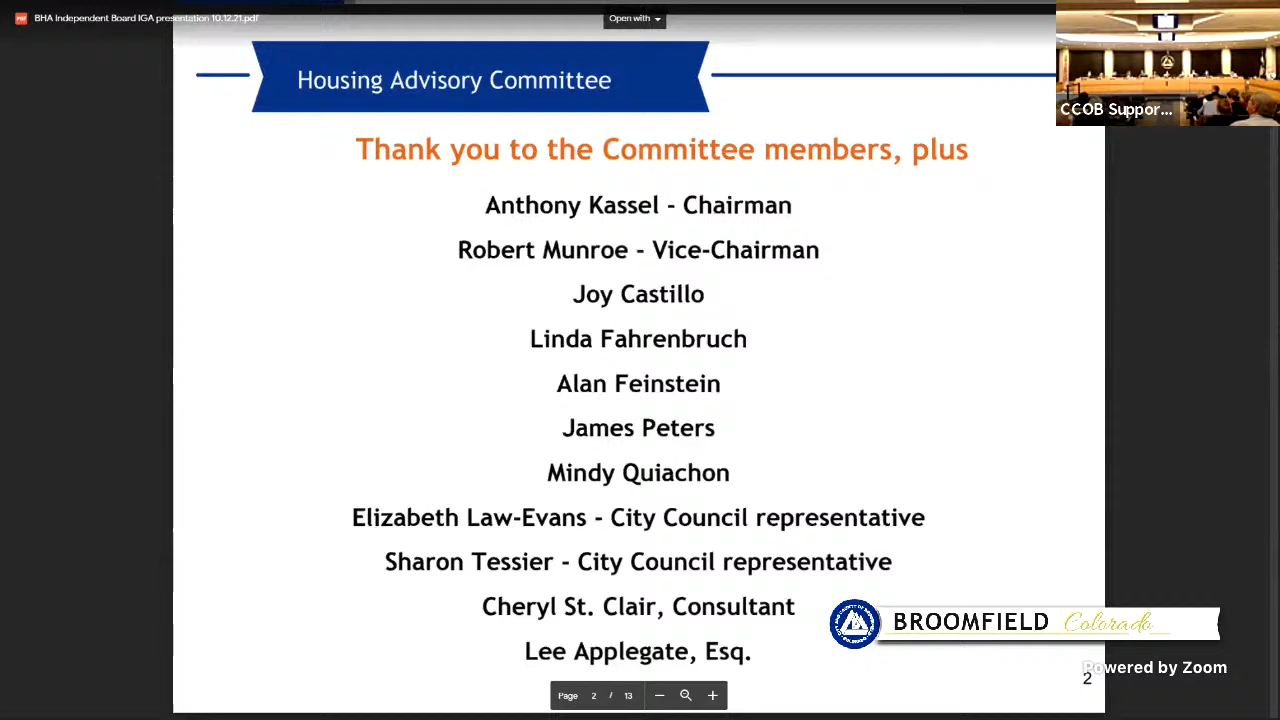 BHA Independent Board IGA presentation 10.12.21.pdf
Open with
CCOB Suppor...
Housing Advisory Committee
Thank you to the Committee members, plus
Anthony Kassel - Chairman
Robert Munroe - Vice-Chairman
Joy Castillo
Linda Fahrenbruch
Alan Feinstein
James Peters
Mindy Quiachon
Elizabeth Law-Evans - City Council representative
Sharon Tessier - City Council representative
Cheryl St. Clair, Consultant
Lee Applegate, Esq.
BROOMFIELD Colorado
Powered by Zoom
2
Page 2 / 13